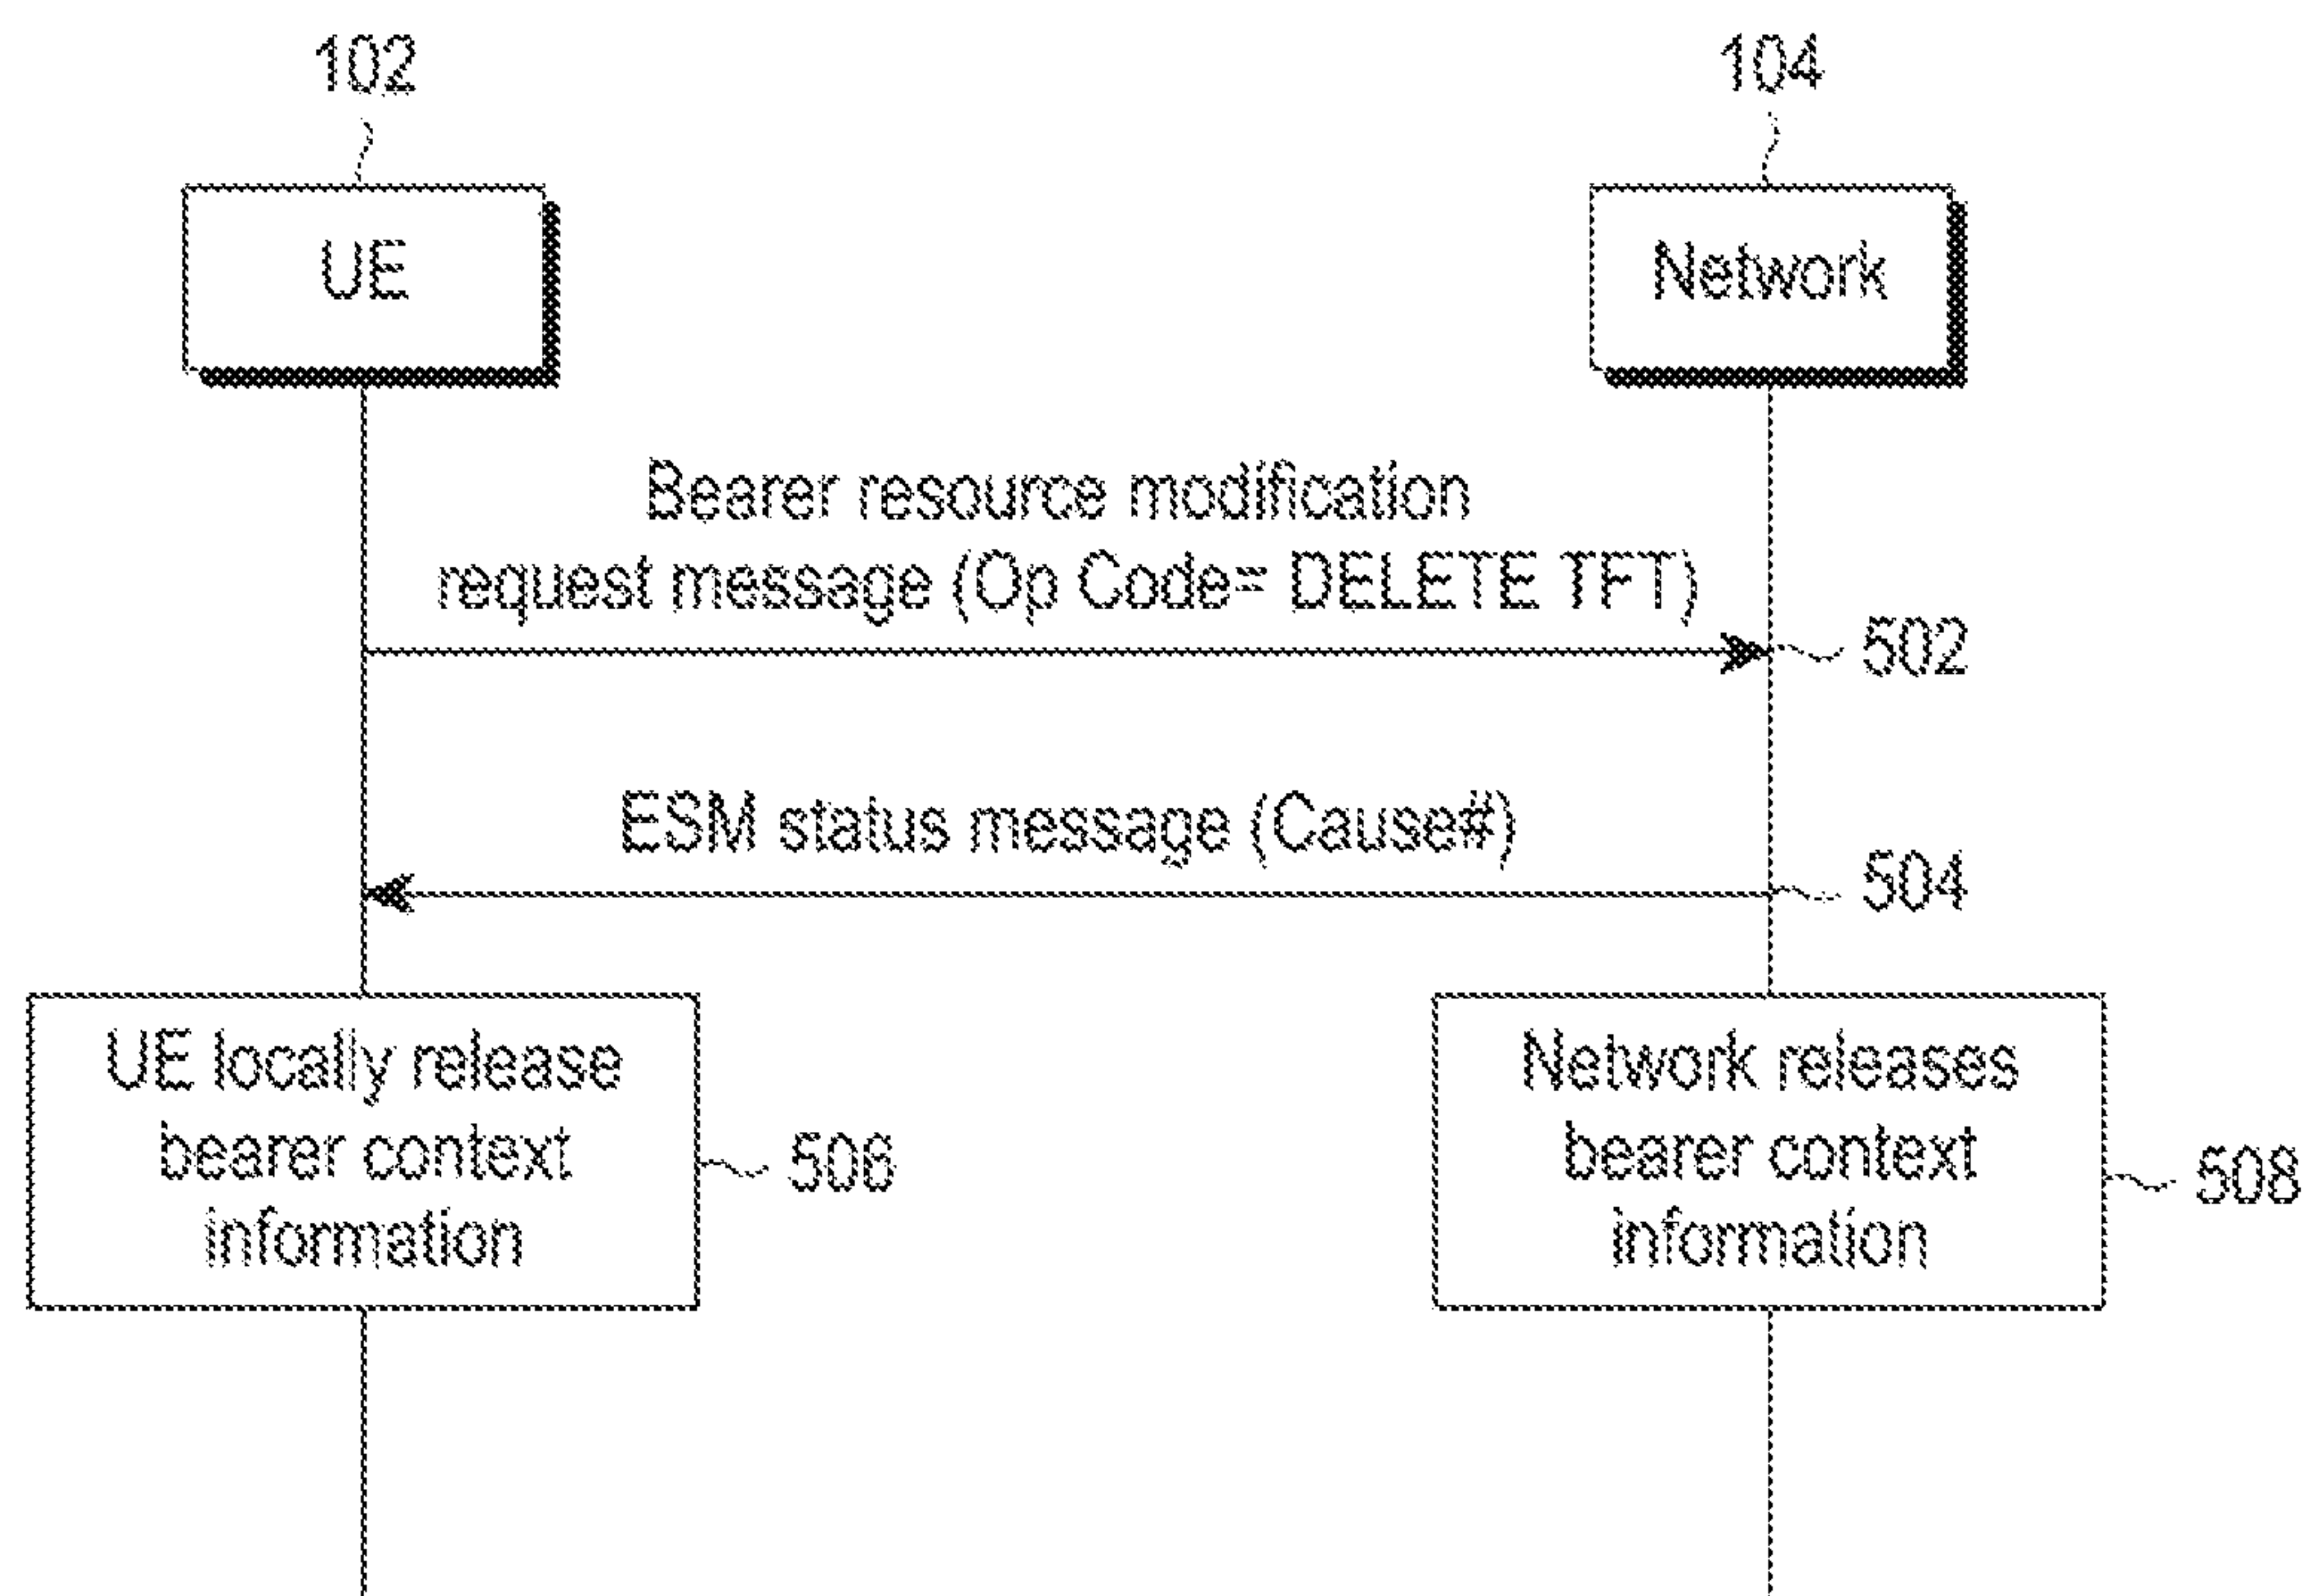 102
104
UE
Network
Bearer resource modification
request message (Op Code= DELETE TFT)
502
ESM status message (Cause#)
504
UE locally release
bearer context
information
506
Network releases
bearer context
information
508